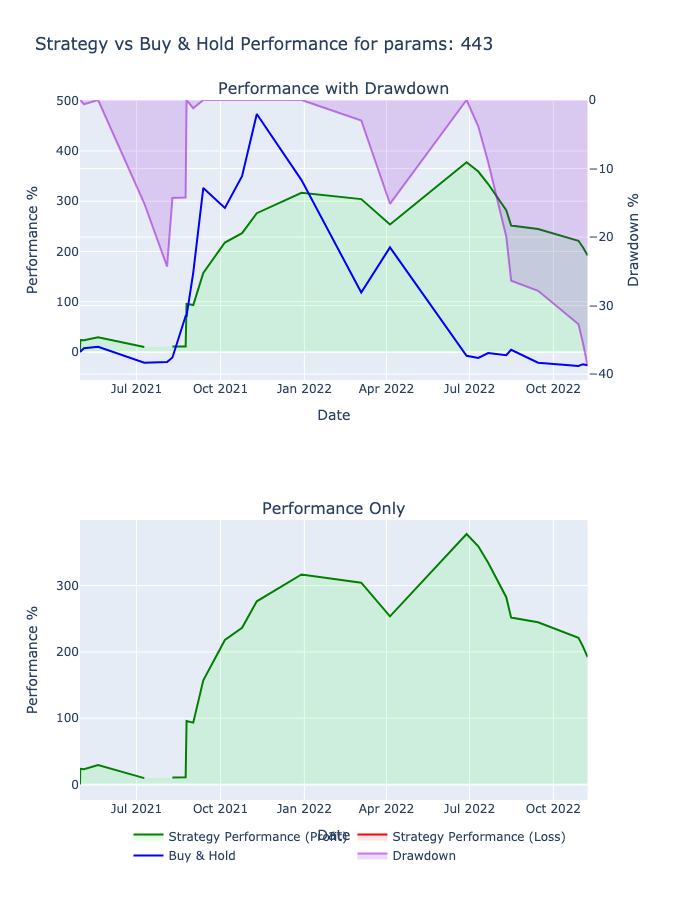 Strategy vs Buy & Hold Performance for params: 443
Performance with Drawdown
500
400
300
200
100
0
Performance %
0
−10
−20
−30
−40
Drawdown %
Jul 2021 Oct 2021 Jan 2022 Apr 2022 Jul 2022 Oct 2022
Date
Performance Only
300
200
100
0
Performance %
Jul 2021 Oct 2021 Jan 2022 Apr 2022 Jul 2022 Oct 2022
Date
Strategy Performance (Profit) Strategy Performance (Loss)
Buy & Hold Drawdown